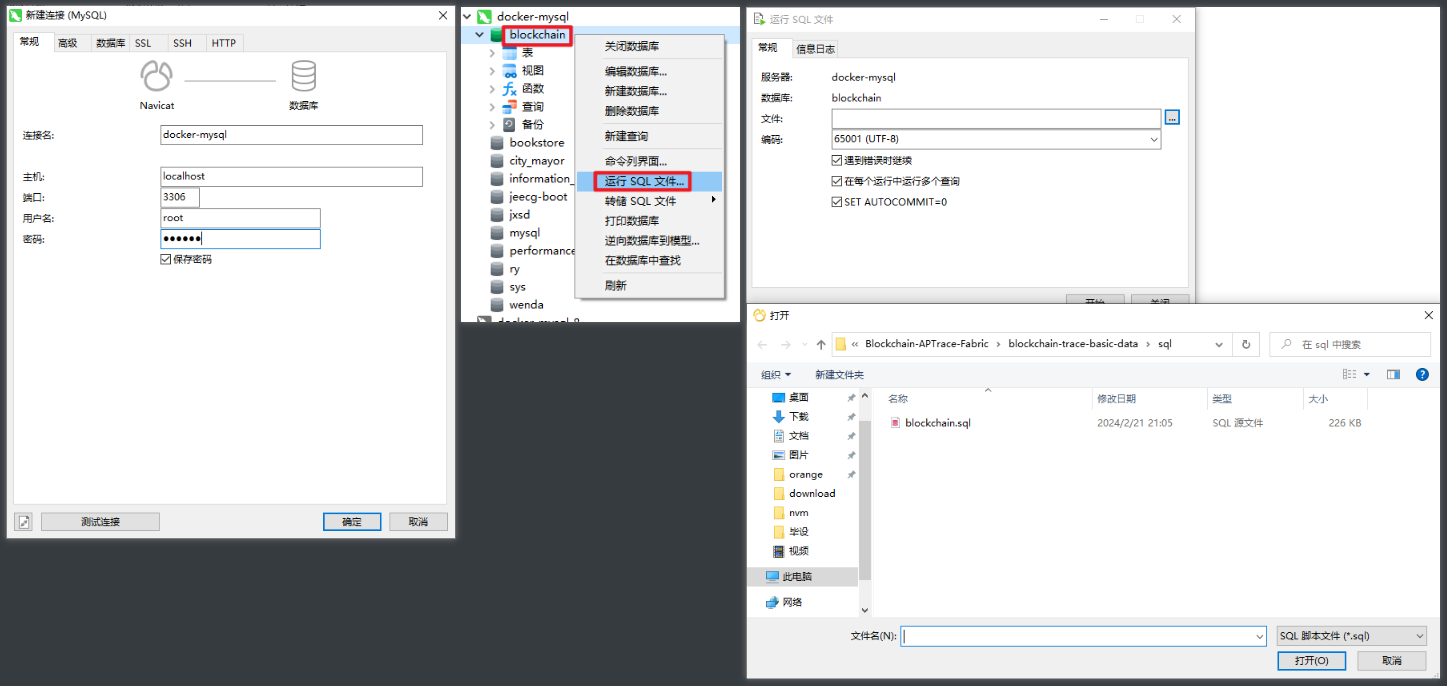 新建连接 (MySQL)
常规 高级 数据库 SSL SSH HTTP
Navicat 数据库
连接名: docker-mysql
主机: localhost
端口: 3306
用户名: root
密码: ●●●●●●
保存密码
测试连接 确定 取消
docker-mysql
blockchain
表
视图
函数
查询
备份
bookstore
city_mayor
information_
jeecg-boot
jxsd
mysql
performance
ry
sys
wenda
关闭数据库
编辑数据库...
新建数据库...
删除数据库
新建查询
命令列界面...
运行 SQL 文件...
转储 SQL 文件
打印数据库
逆向数据库到模型...
在数据库中查找
刷新
运行 SQL 文件
常规 信息日志
服务器: docker-mysql
数据库: blockchain
文件: ...
编码: 65001 (UTF-8)
遇到错误时继续
在每个运行中运行多个查询
SET AUTOCOMMIT=0
开始 关闭
打开
« Blockchain-APTrace-Fabric › blockchain-trace-basic-data › sql
在 sql 中搜索
组织 新建文件夹
桌面
下载
文档
图片
orange
download
nvm
毕设
视频
此电脑
网络
名称 修改日期 类型 大小
blockchain.sql 2024/2/21 21:05 SQL 源文件 226 KB
文件名(N): SQL 脚本文件 (*.sql)
打开(O) 取消